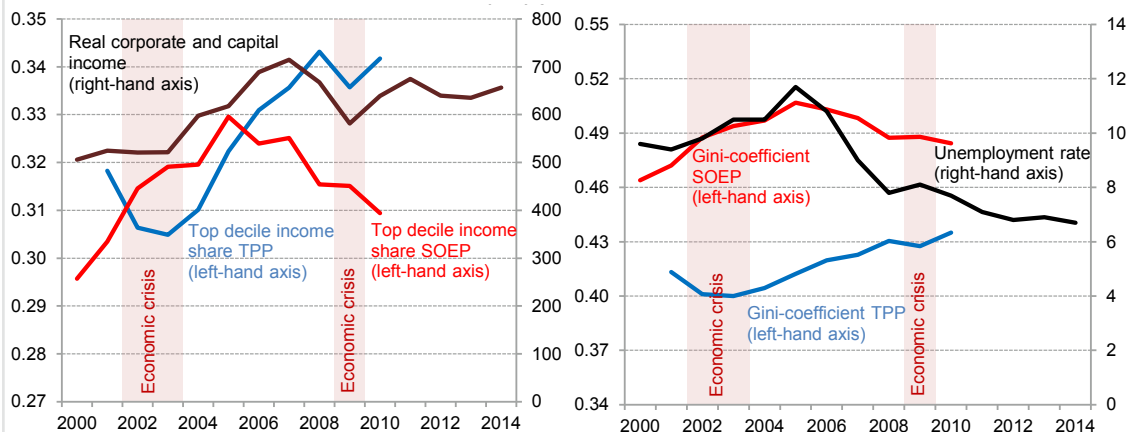 0.35
0.34
0.33
0.32
0.31
0.30
0.29
0.28
0.27
800
700
600
500
400
300
200
100
0
2000 2002 2004 2006 2008 2010 2012 2014
Real corporate and capital
income
(right-hand axis)
Top decile income
share TPP
(left-hand axis)
Top decile income
share SOEP
(left-hand axis)
Economic crisis
Economic crisis
0.55
0.52
0.49
0.46
0.43
0.40
0.37
0.34
14
12
10
8
6
4
2
0
2000 2002 2004 2006 2008 2010 2012 2014
Gini-coefficient
SOEP
(left-hand axis)
Unemployment rate
(right-hand axis)
Gini-coefficient TPP
(left-hand axis)
Economic crisis
Economic crisis